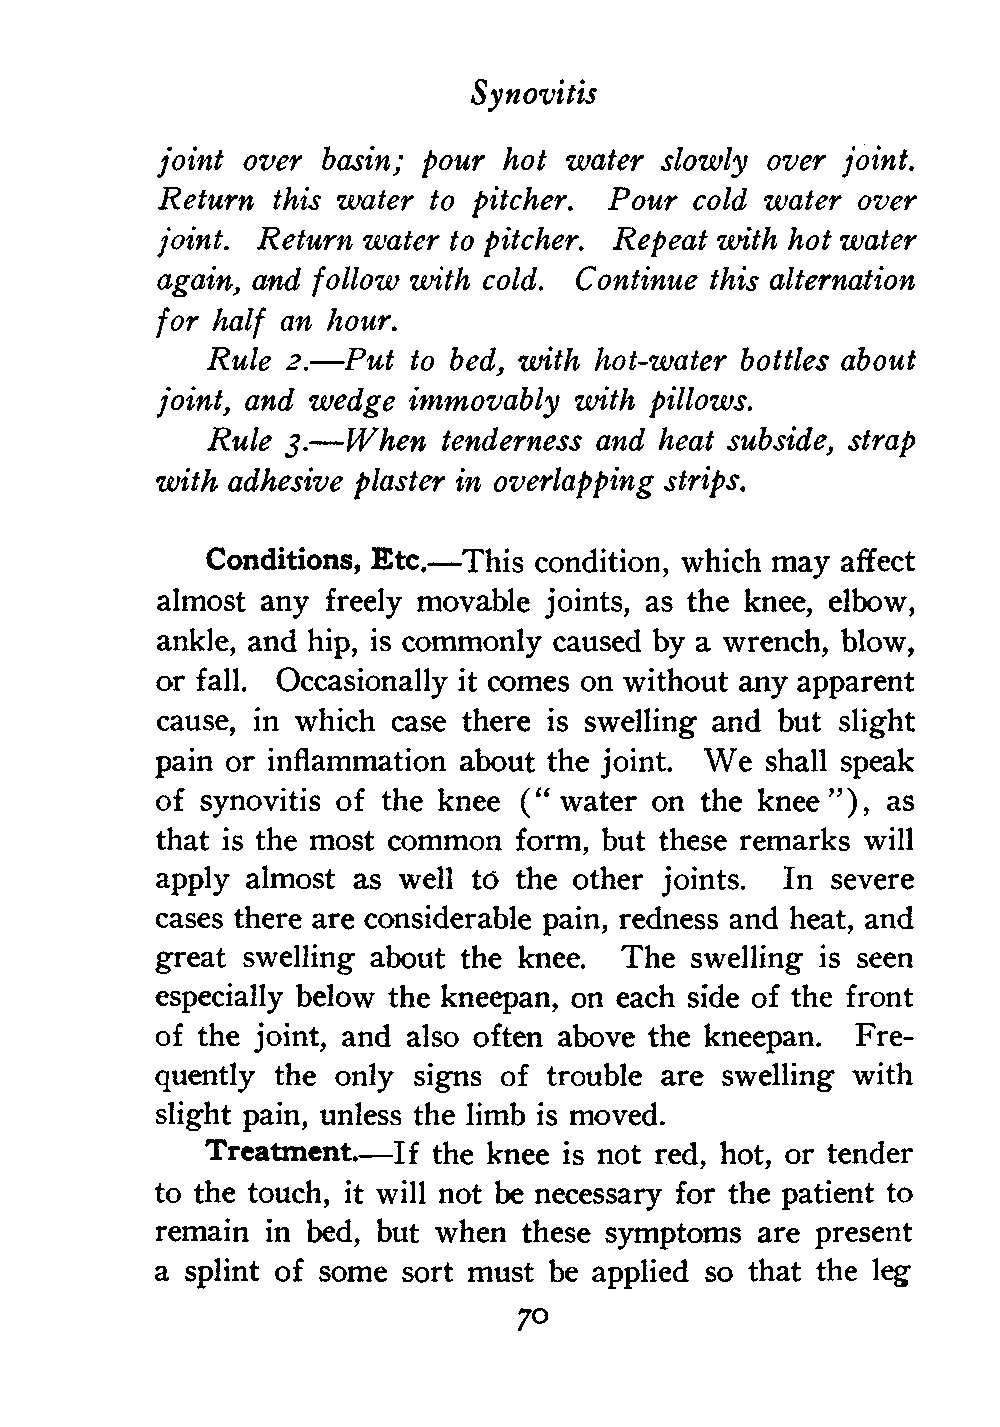 Synovitis
joint over basin; pour hot water slowly over joint.
Return this water to pitcher. Pour cold water over
joint. Return water to pitcher. Repeat with hot water
again, and follow with cold. Continue this alternation
for half an hour.
Rule 2.—Put to bed, with hot-water bottles about
joint, and wedge immovably with pillows.
Rule 3.—When tenderness and heat subside, strap
with adhesive plaster in overlapping strips.
Conditions, Etc.—This condition, which may affect
almost any freely movable joints, as the knee, elbow,
ankle, and hip, is commonly caused by a wrench, blow,
or fall. Occasionally it comes on without any apparent
cause, in which case there is swelling and but slight
pain or inflammation about the joint. We shall speak
of synovitis of the knee (“ water on the knee ”), as
that is the most common form, but these remarks will
apply almost as well to the other joints. In severe
cases there are considerable pain, redness and heat, and
great swelling about the knee. The swelling is seen
especially below the kneepan, on each side of the front
of the joint, and also often above the kneepan. Fre-
quently the only signs of trouble are swelling with
slight pain, unless the limb is moved.
Treatment.—If the knee is not red, hot, or tender
to the touch, it will not be necessary for the patient to
remain in bed, but when these symptoms are present
a splint of some sort must be applied so that the leg
70